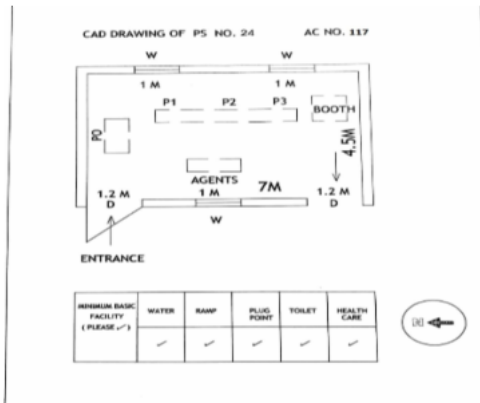 CAD DRAWING OF PS NO. 24 AC NO. 117
W W
1 M 1 M
P1 P2 P3
BOOTH
PO
4.5M
AGENTS
1.2 M 1 M 7M 1.2 M
D D
W
ENTRANCE
MINIMUM BASIC FACILITY ( PLEASE ✓ ) WATER RAMP PLUG POINT TOILET HEALTH CARE
✓ ✓ ✓ ✓ ✓